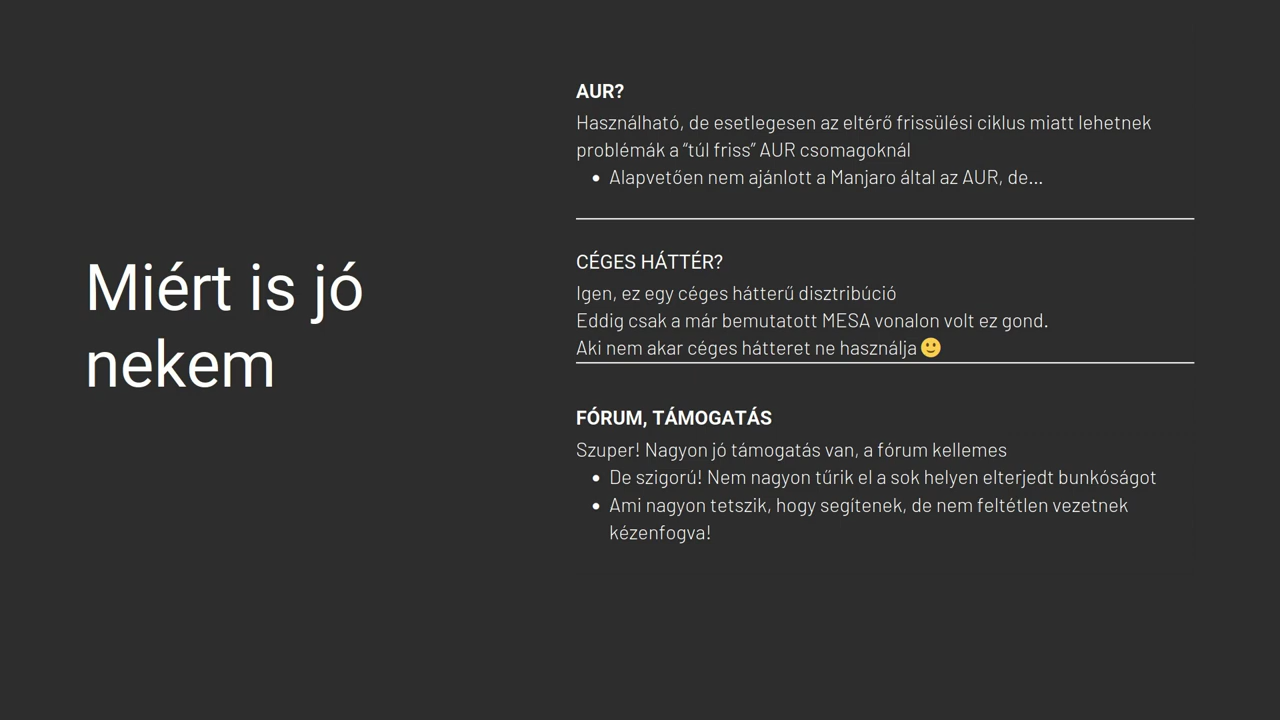 Miért is jó
nekem
AUR?
Használható, de esetlegesen az eltérő frissülési ciklus miatt lehetnek
problémák a “túl friss” AUR csomagoknál
• Alapvetően nem ajánlott a Manjaro által az AUR, de...
CÉGES HÁTTÉR?
Igen, ez egy céges hátterű disztribúció
Eddig csak a már bemutatott MESA vonalon volt ez gond.
Aki nem akar céges hátteret ne használja 🙂
FÓRUM, TÁMOGATÁS
Szuper! Nagyon jó támogatás van, a fórum kellemes
• De szigorú! Nem nagyon tűrik el a sok helyen elterjedt bunkóságot
• Ami nagyon tetszik, hogy segítenek, de nem feltétlen vezetnek
kézenfogva!